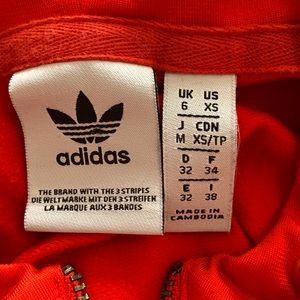 adidas
THE BRAND WITH THE 3 STRIPES
DIE WELTMARKE MIT DEN 3 STREIFEN
LA MARQUE AUX 3 BANDES
UK US
6 XS
J CDN
M XS/TP
D F
32 34
E I
32 38
MADE IN
CAMBODIA